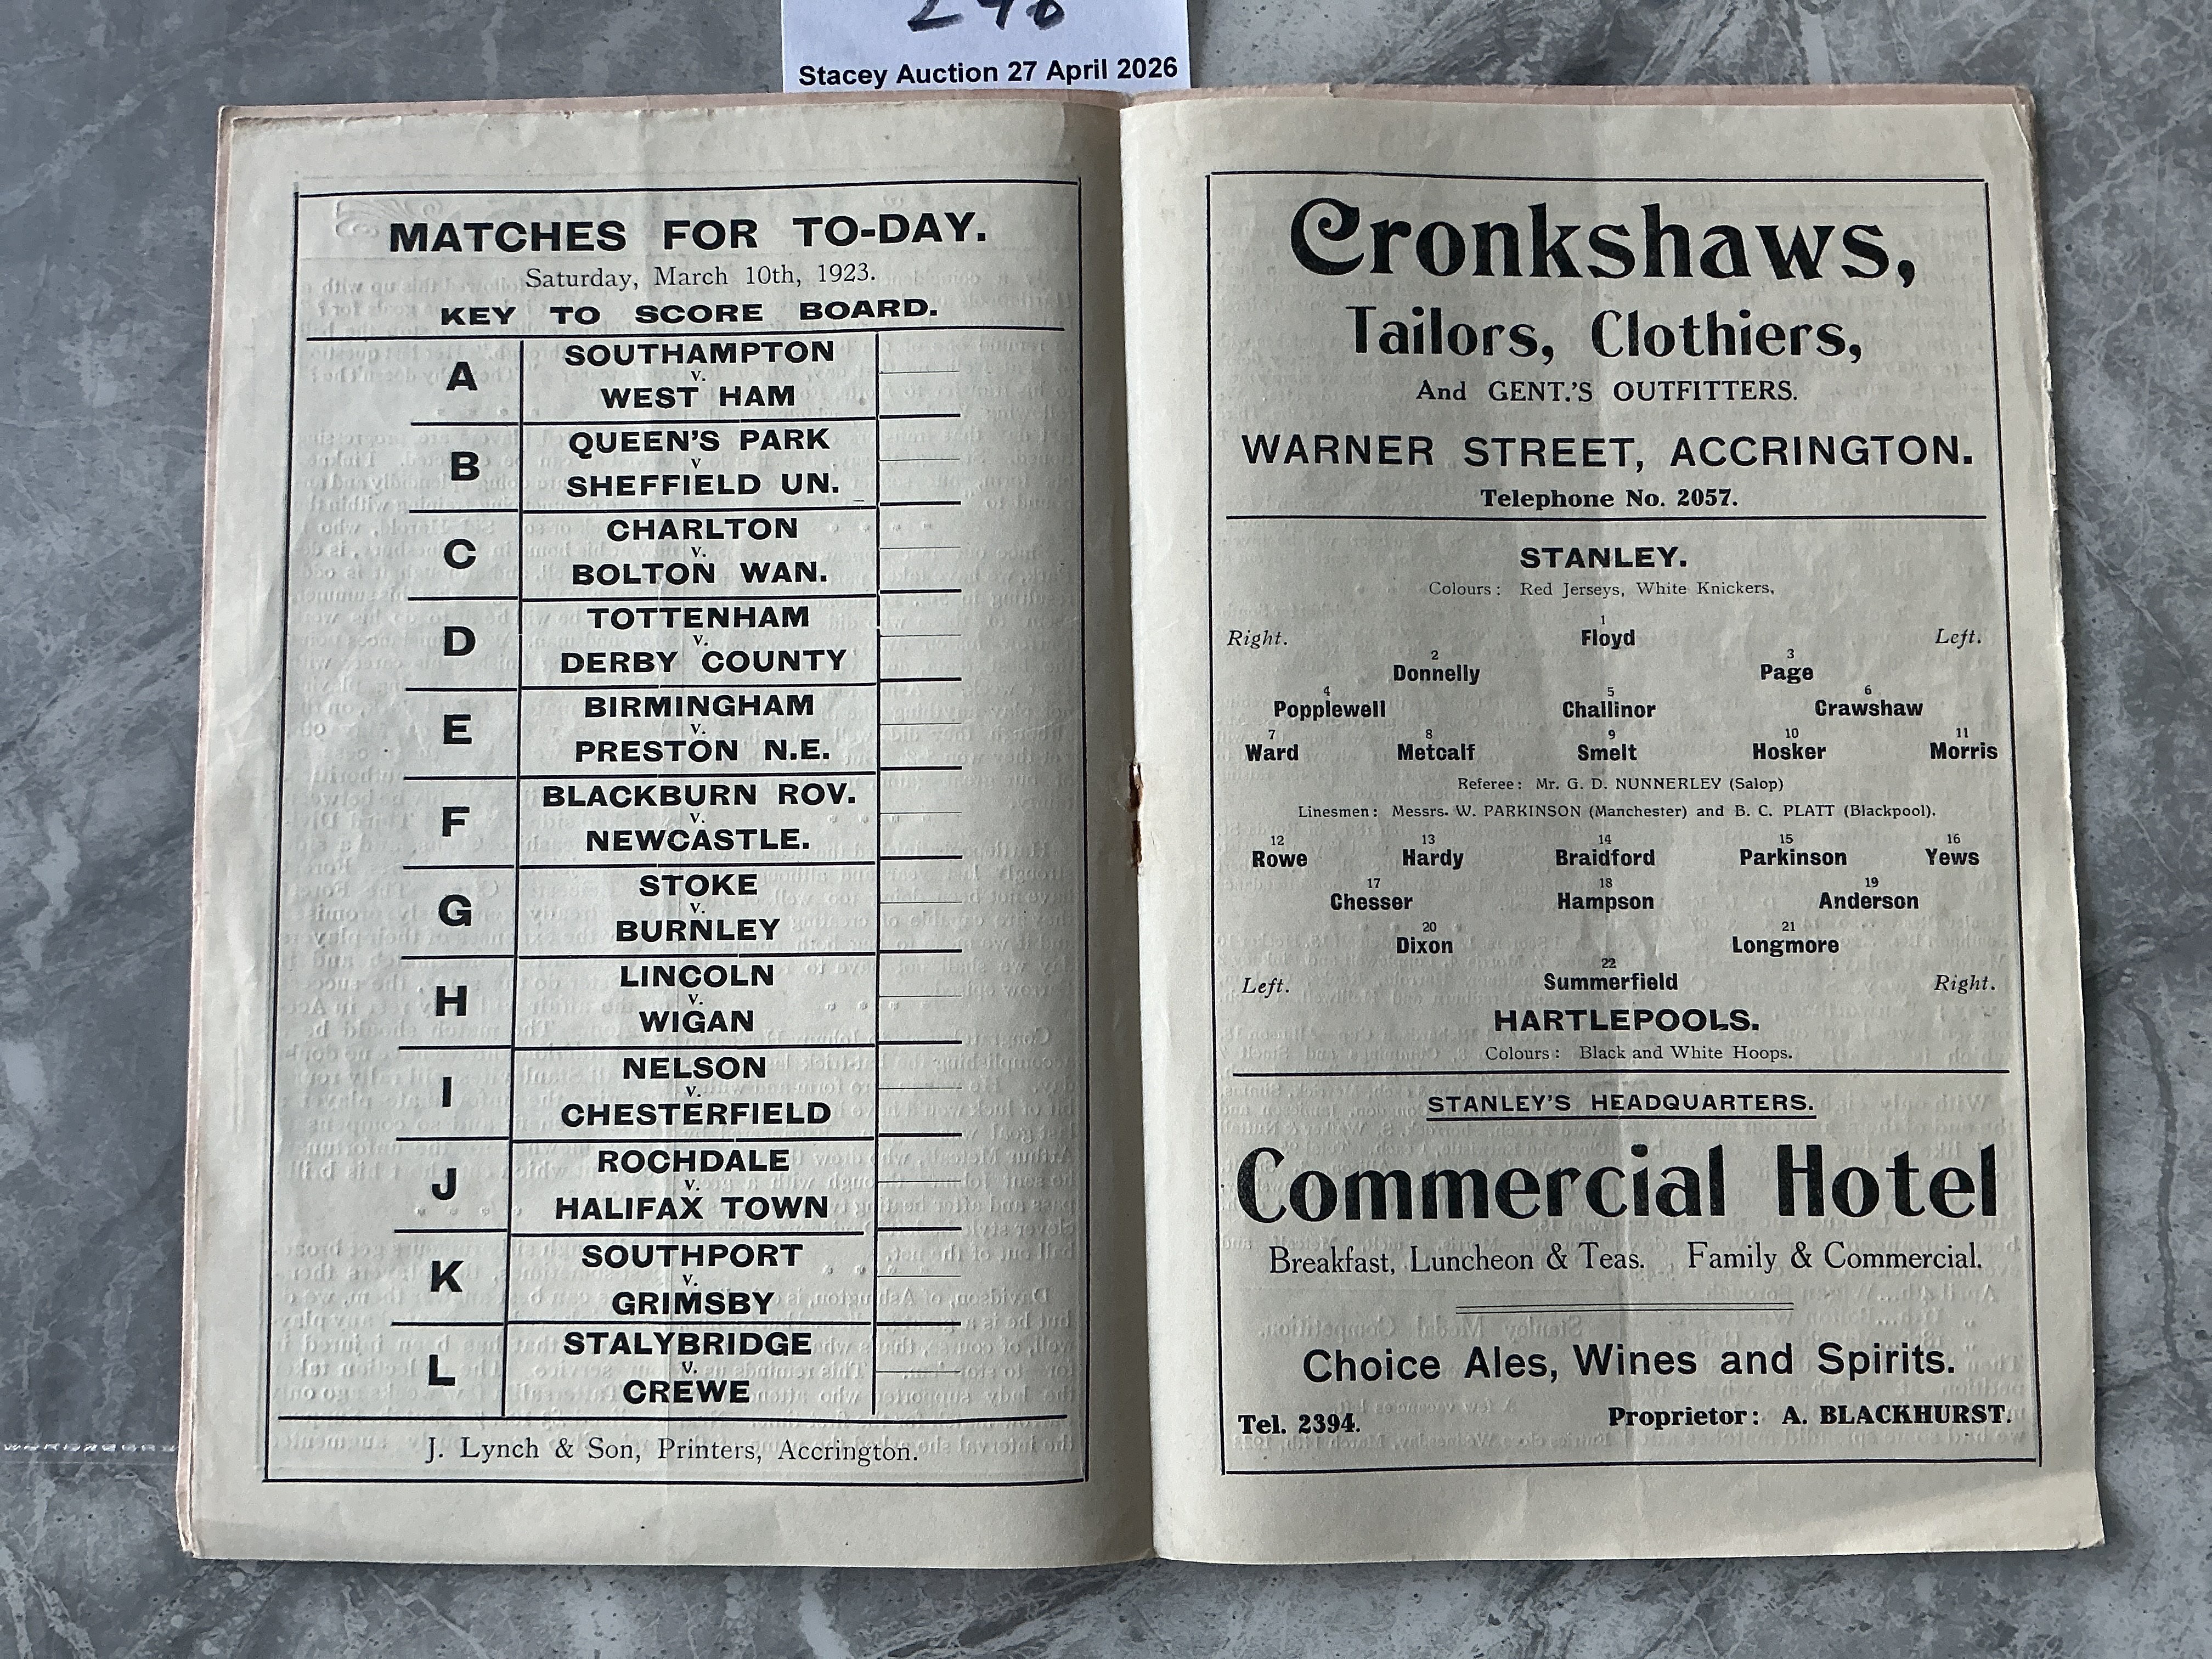 Stacey Auction 27 April 2026
MATCHES FOR TO-DAY.
Saturday, March 10th, 1923.
KEY TO SCORE BOARD.
A
SOUTHAMPTON
v.
WEST HAM
B
QUEEN'S PARK
v
SHEFFIELD UN.
C
CHARLTON
v.
BOLTON WAN.
D
TOTTENHAM
v.
DERBY COUNTY
E
BIRMINGHAM
v.
PRESTON N.E.
F
BLACKBURN ROV.
v.
NEWCASTLE.
G
STOKE
v.
BURNLEY
H
LINCOLN
v.
WIGAN
I
NELSON
v.
CHESTERFIELD
J
ROCHDALE
v.
HALIFAX TOWN
K
SOUTHPORT
v.
GRIMSBY
L
STALYBRIDGE
v.
CREWE
J. Lynch & Son, Printers, Accrington.
Cronkshaws,
Tailors, Clothiers,
And GENT.'S OUTFITTERS.
WARNER STREET, ACCRINGTON.
Telephone No. 2057.
STANLEY.
Colours: Red Jerseys, White Knickers.
1
Right. Floyd Left.
2 3
Donnelly Page
4 5 6
Popplewell Challinor Crawshaw
7 8 9 10 11
Ward Metcalf Smelt Hosker Morris
Referee: Mr. G. D. NUNNERLEY (Salop)
Linesmen: Messrs. W. PARKINSON (Manchester) and B. C. PLATT (Blackpool).
12 13 14 15 16
Rowe Hardy Braidford Parkinson Yews
17 18 19
Chesser Hampson Anderson
20 21
Dixon Longmore
22
Left. Summerfield Right.
HARTLEPOOLS.
Colours: Black and White Hoops.
STANLEY'S HEADQUARTERS.
Commercial Hotel
Breakfast, Luncheon & Teas. Family & Commercial.
Choice Ales, Wines and Spirits.
Tel. 2394. Proprietor: A. BLACKHURST.